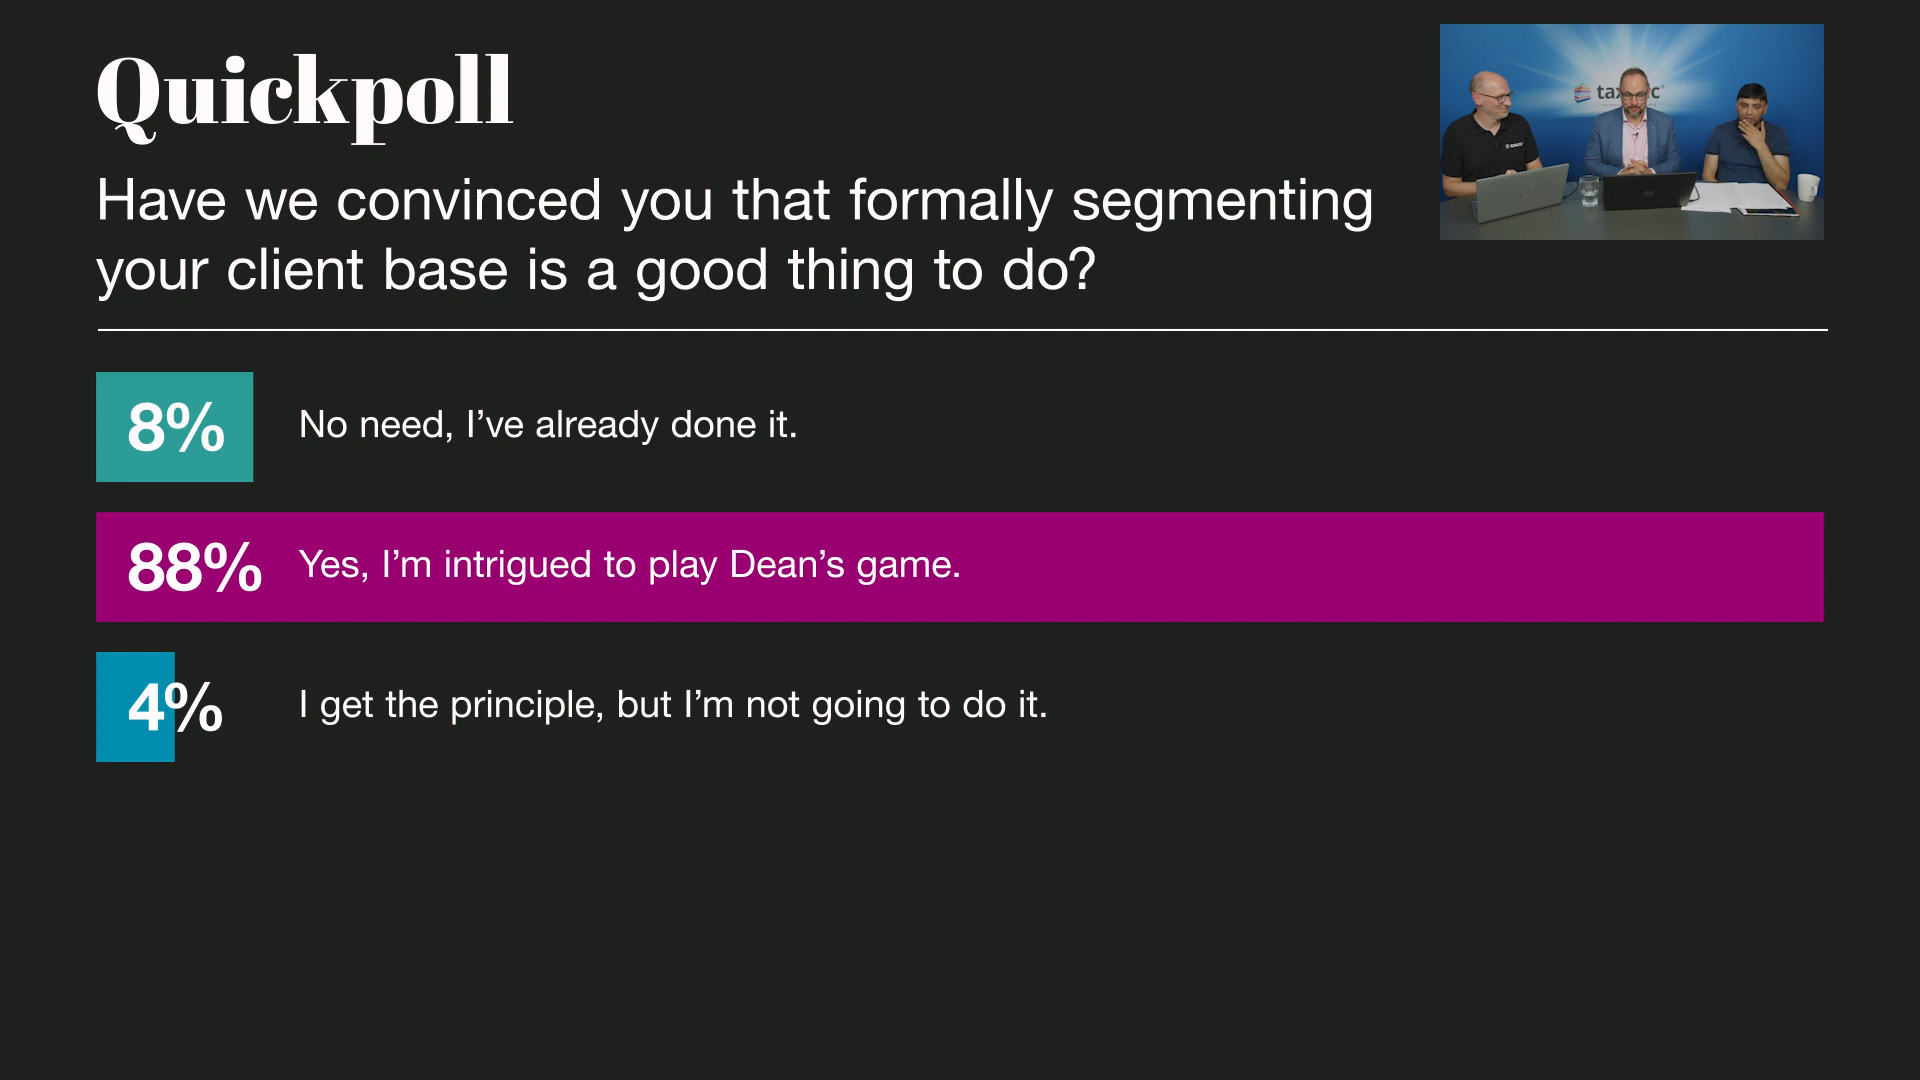 Quickpoll
Have we convinced you that formally segmenting
your client base is a good thing to do?
8%
No need, I’ve already done it.
88%
Yes, I’m intrigued to play Dean’s game.
4%
I get the principle, but I’m not going to do it.